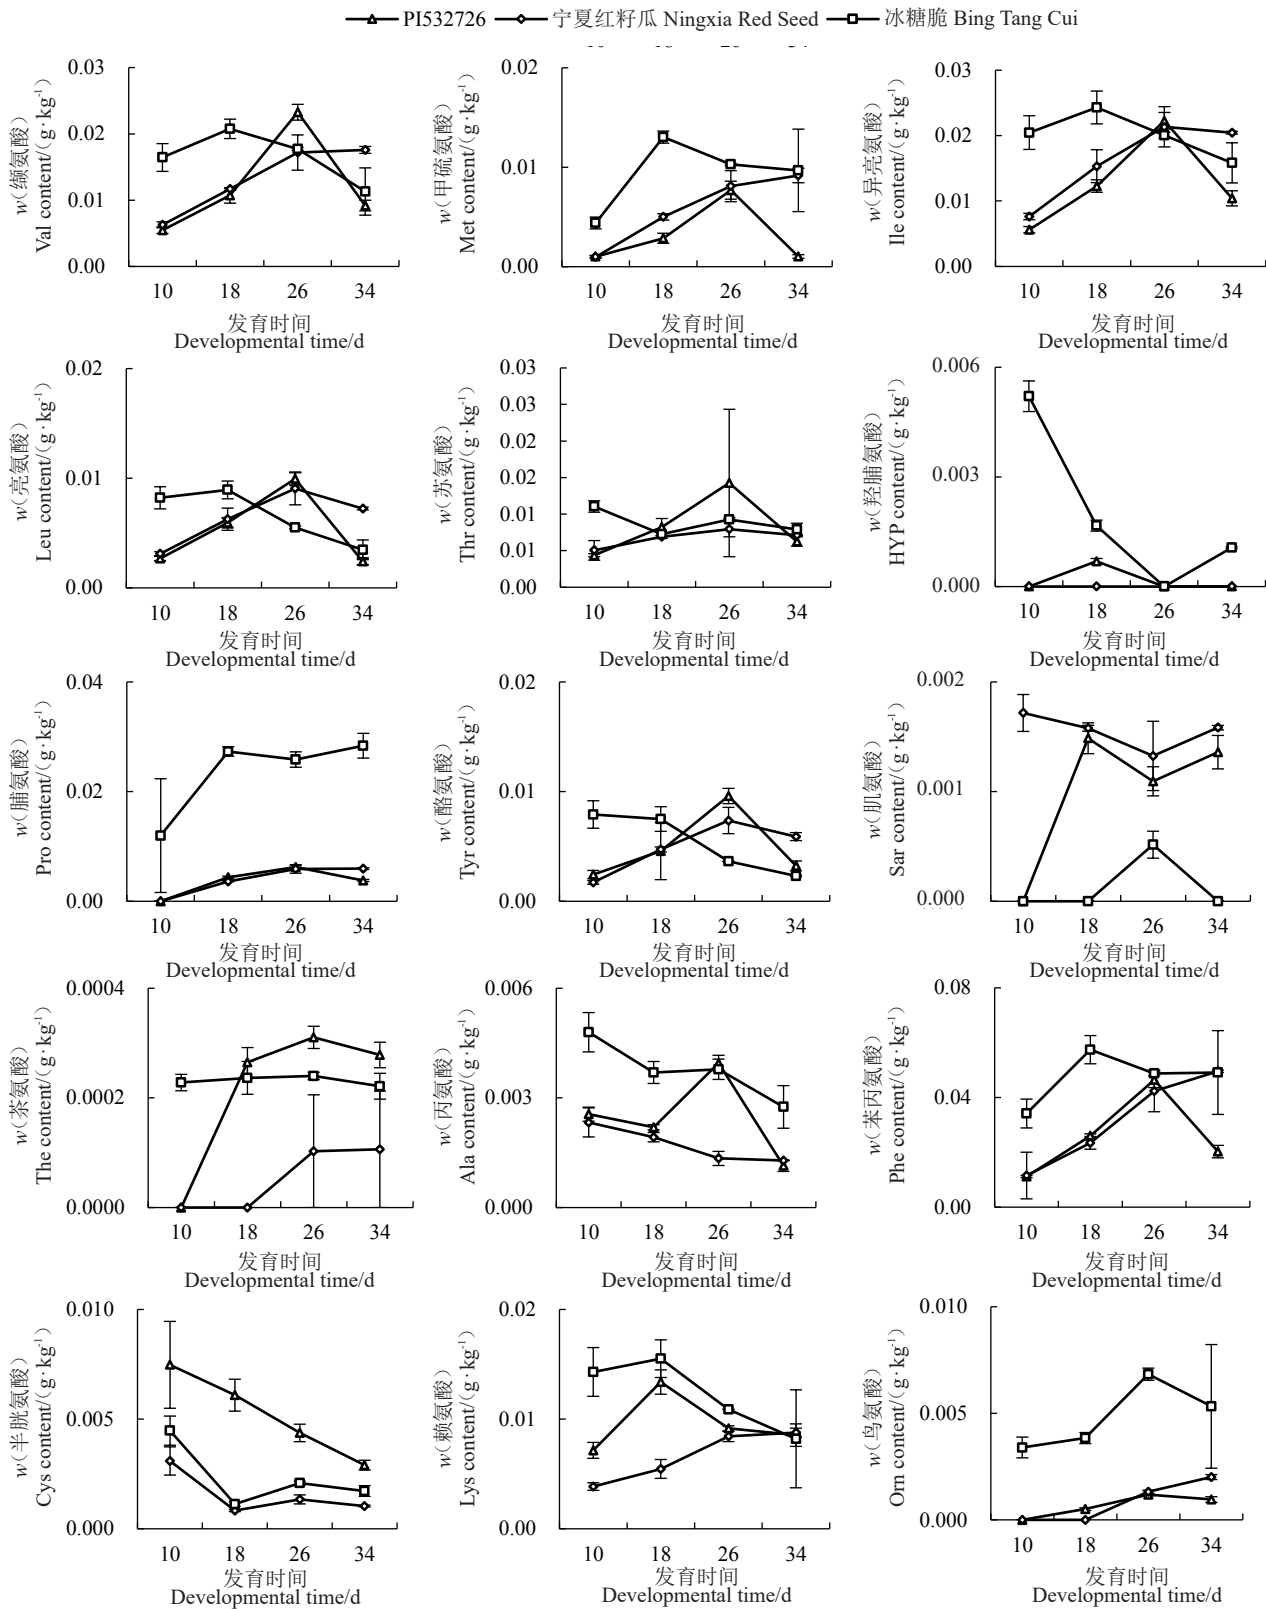 PI532726 宁夏红籽瓜 Ningxia Red Seed 冰糖脆 Bing Tang Cui
w(缬氨酸)
Val content/(g·kg⁻¹)
0.03
0.02
0.01
0.00
10 18 26 34
发育时间
Developmental time/d
w(甲硫氨酸)
Met content/(g·kg⁻¹)
0.02
0.01
0.00
10 18 26 34
发育时间
Developmental time/d
w(异亮氨酸)
Ile content/(g·kg⁻¹)
0.03
0.02
0.01
0.00
10 18 26 34
发育时间
Developmental time/d
w(亮氨酸)
Leu content/(g·kg⁻¹)
0.02
0.01
0.00
10 18 26 34
发育时间
Developmental time/d
w(苏氨酸)
Thr content/(g·kg⁻¹)
0.03
0.03
0.02
0.02
0.01
0.01
0.00
10 18 26 34
发育时间
Developmental time/d
w(羟脯氨酸)
HYP content/(g·kg⁻¹)
0.006
0.003
0.000
10 18 26 34
发育时间
Developmental time/d
w(脯氨酸)
Pro content/(g·kg⁻¹)
0.04
0.02
0.00
10 18 26 34
发育时间
Developmental time/d
w(酪氨酸)
Tyr content/(g·kg⁻¹)
0.02
0.01
0.00
10 18 26 34
发育时间
Developmental time/d
w(肌氨酸)
Sar content/(g·kg⁻¹)
0.002
0.001
0.000
10 18 26 34
发育时间
Developmental time/d
w(茶氨酸)
The content/(g·kg⁻¹)
0.0004
0.0002
0.0000
10 18 26 34
发育时间
Developmental time/d
w(丙氨酸)
Ala content/(g·kg⁻¹)
0.006
0.003
0.000
10 18 26 34
发育时间
Developmental time/d
w(苯丙氨酸)
Phe content/(g·kg⁻¹)
0.08
0.04
0.00
10 18 26 34
发育时间
Developmental time/d
w(半胱氨酸)
Cys content/(g·kg⁻¹)
0.010
0.005
0.000
10 18 26 34
发育时间
Developmental time/d
w(赖氨酸)
Lys content/(g·kg⁻¹)
0.02
0.01
0.00
10 18 26 34
发育时间
Developmental time/d
w(鸟氨酸)
Orn content/(g·kg⁻¹)
0.010
0.005
0.000
10 18 26 34
发育时间
Developmental time/d